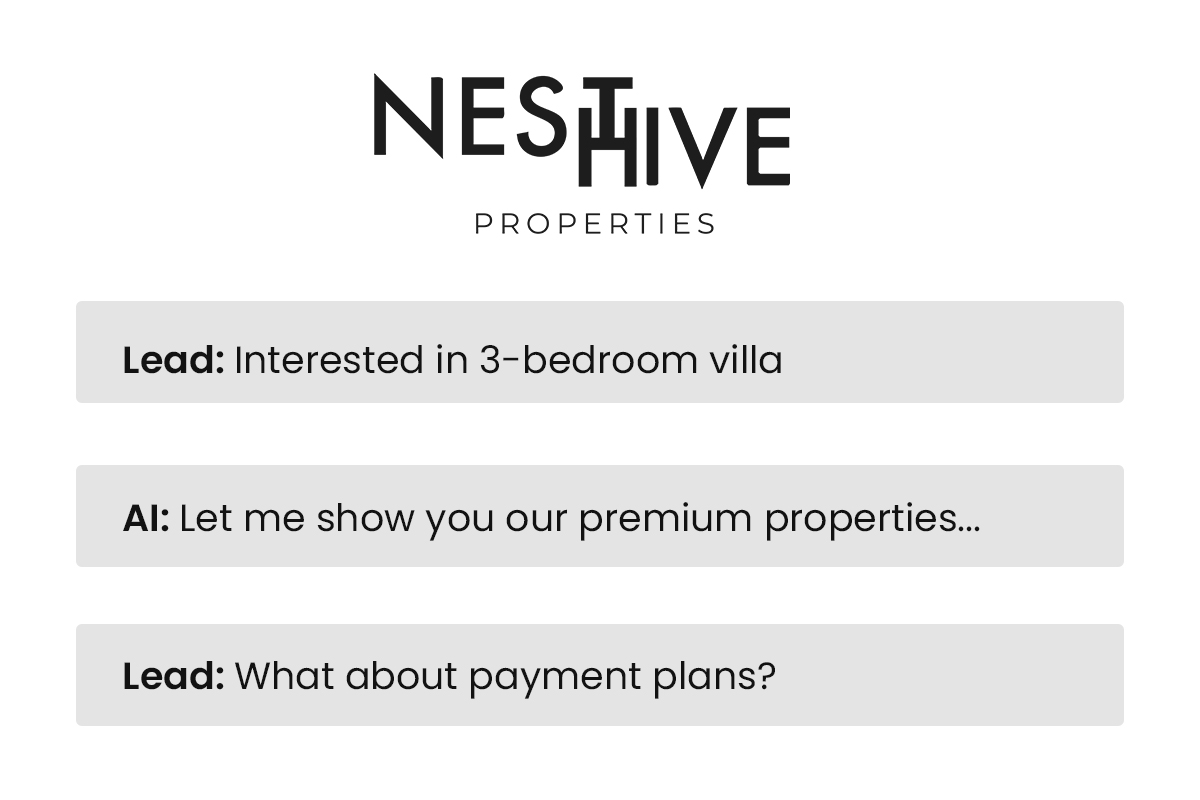 NESTHIVE
PROPERTIES
Lead: Interested in 3-bedroom villa
AI: Let me show you our premium properties...
Lead: What about payment plans?